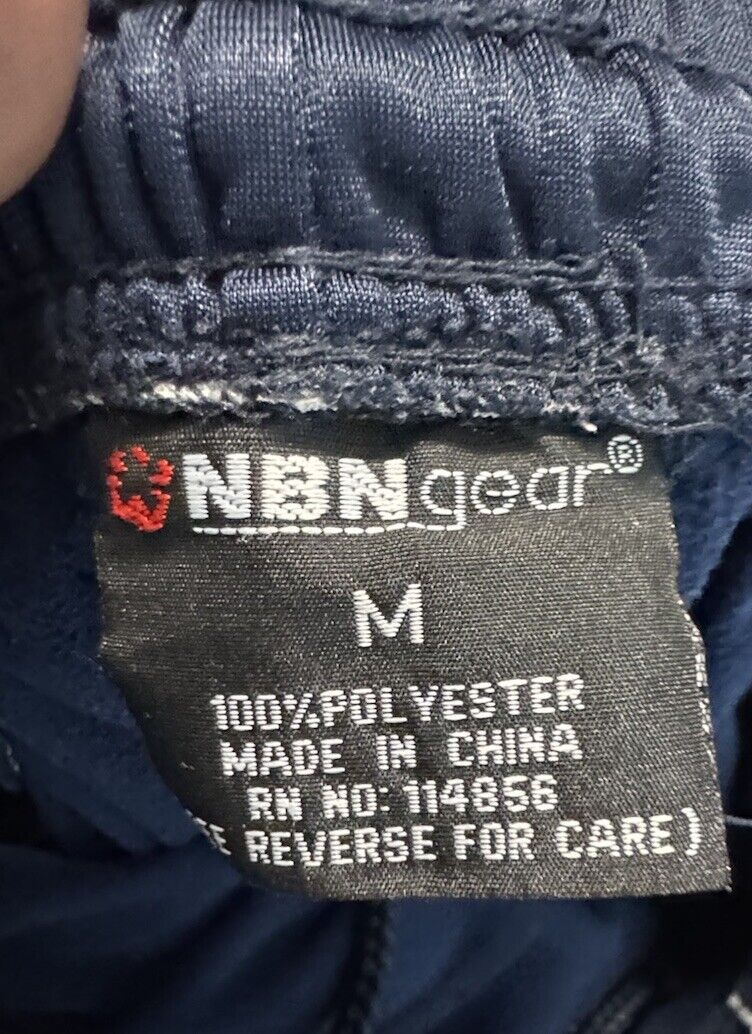 NBNgear®
M
100%POLYESTER
MADE IN CHINA
RN NO: 114856
REVERSE FOR CARE)